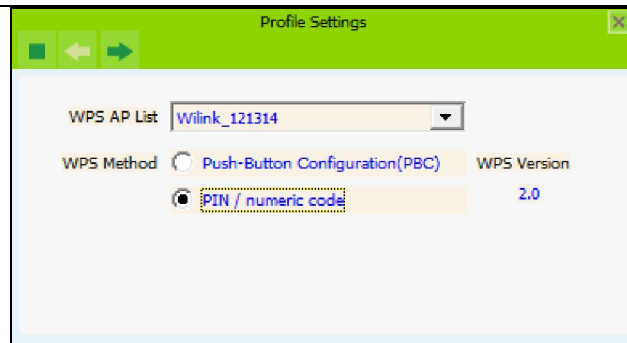 Profile Settings
WPS AP List Wilink_121314
WPS Method Push-Button Configuration(PBC) WPS Version
PIN / numeric code 2.0